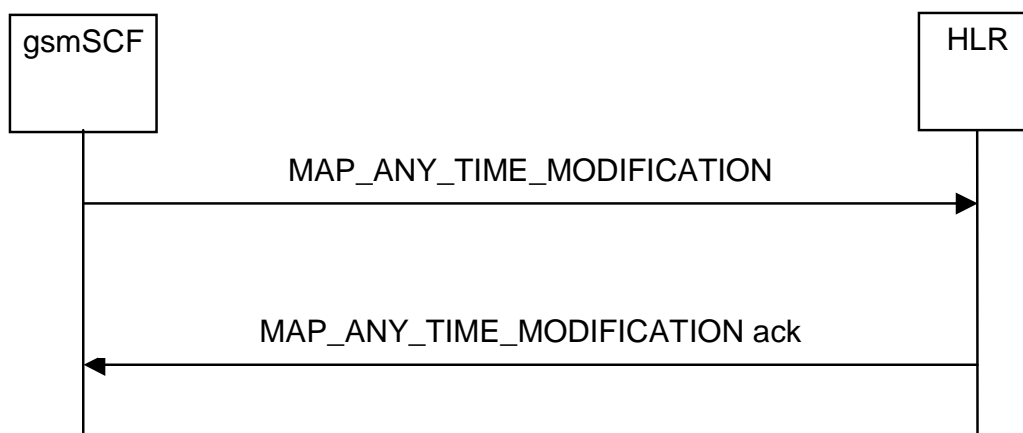 gsmSCF
HLR
MAP_ANY_TIME_MODIFICATION
MAP_ANY_TIME_MODIFICATION ack